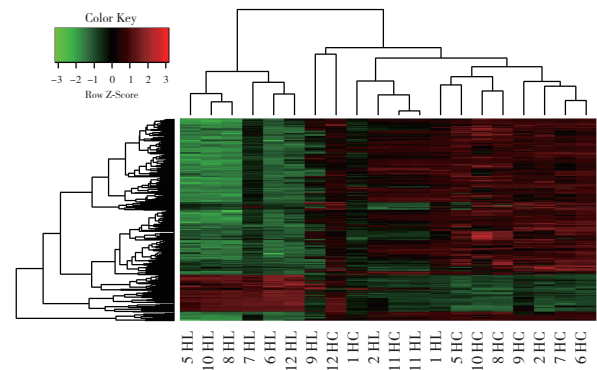 Color Key
−3 −2 −1 0 1 2 3
Row Z-Score
5 HL
10 HL
8 HL
7 HL
6 HL
12 HL
9 HL
12 HC
1 HC
2 HL
11 HC
11 HL
1 HL
5 HC
10 HC
8 HC
9 HC
2 HC
7 HC
6 HC